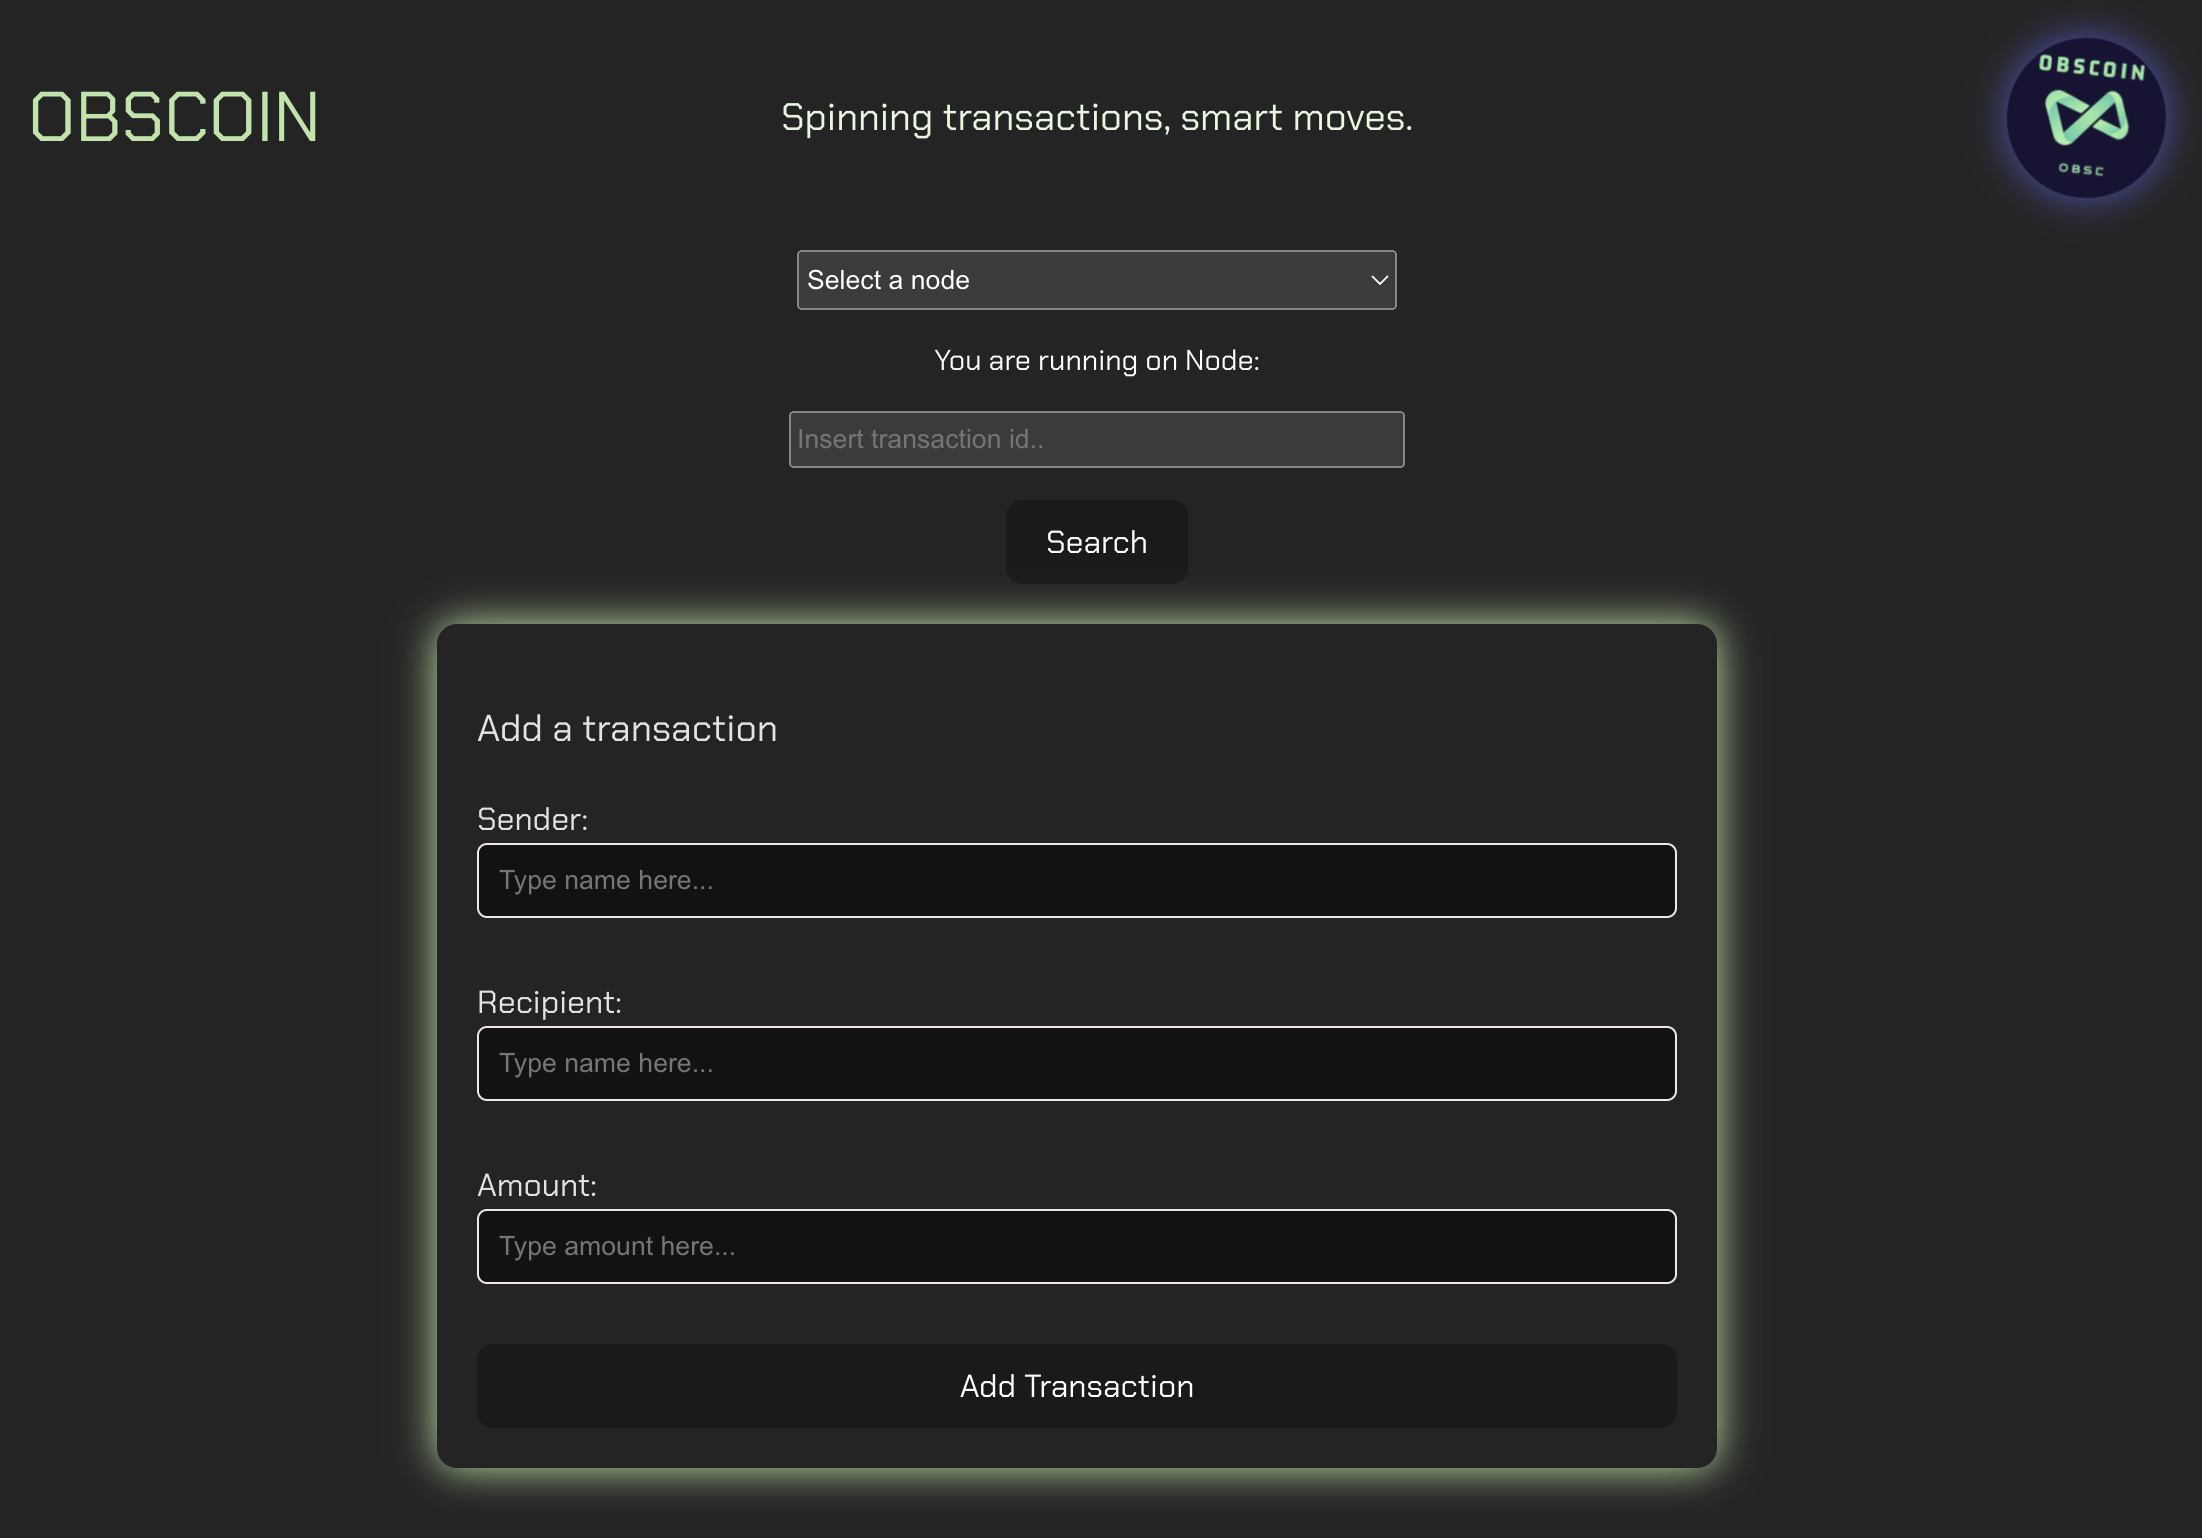 OBSCOIN
Spinning transactions, smart moves.
OBSCOIN
OBSC
Select a node
You are running on Node:
Insert transaction id..
Search
Add a transaction
Sender:
Type name here...
Recipient:
Type name here...
Amount:
Type amount here...
Add Transaction